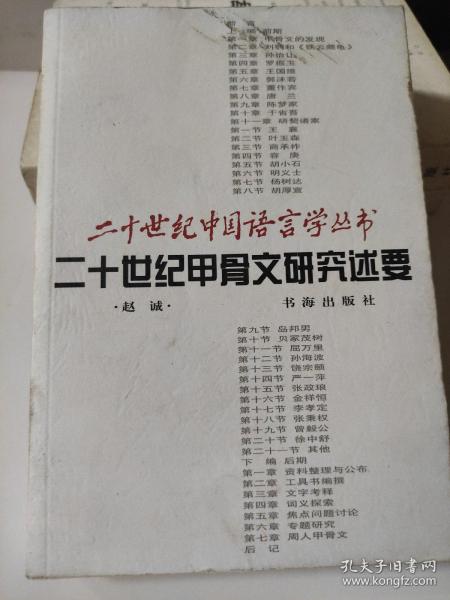 前言
上编 前期
第一章 甲骨文的发现
第二章 刘鹗和《铁云藏龟》
第三章 孙诒让
第四章 罗振玉
第五章 王国维
第六章 郭沫若
第七章 董作宾
第八章 唐 兰
第九章 陈梦家
第十章 于省吾
第十一章 胡契诸家
第一节 王 襄
第二节 叶玉森
第三节 商承祚
第四节 容 庚
第五节 胡小石
第六节 明义士
第七节 杨树达
第八节 胡厚宣
二十世纪中国语言学丛书
二十世纪甲骨文研究述要
·赵 诚· 书海出版社
第九节 岛邦男
第十节 贝冢茂树
第十一节 屈万里
第十二节 孙海波
第十三节 饶宗颐
第十四节 严一萍
第十五节 张政烺
第十六节 金祥恒
第十七节 李孝定
第十八节 张秉权
第十九节 曾毅公
第二十节 徐中舒
第二十一节 其他
下编 后期
第一章 资料整理与公布
第二章 工具书编撰
第三章 文字考释
第四章 词义探索
第五章 焦点问题讨论
第六章 专题研究
第七章 周人甲骨文
后记
孔夫子旧书网
www.kongfz.com